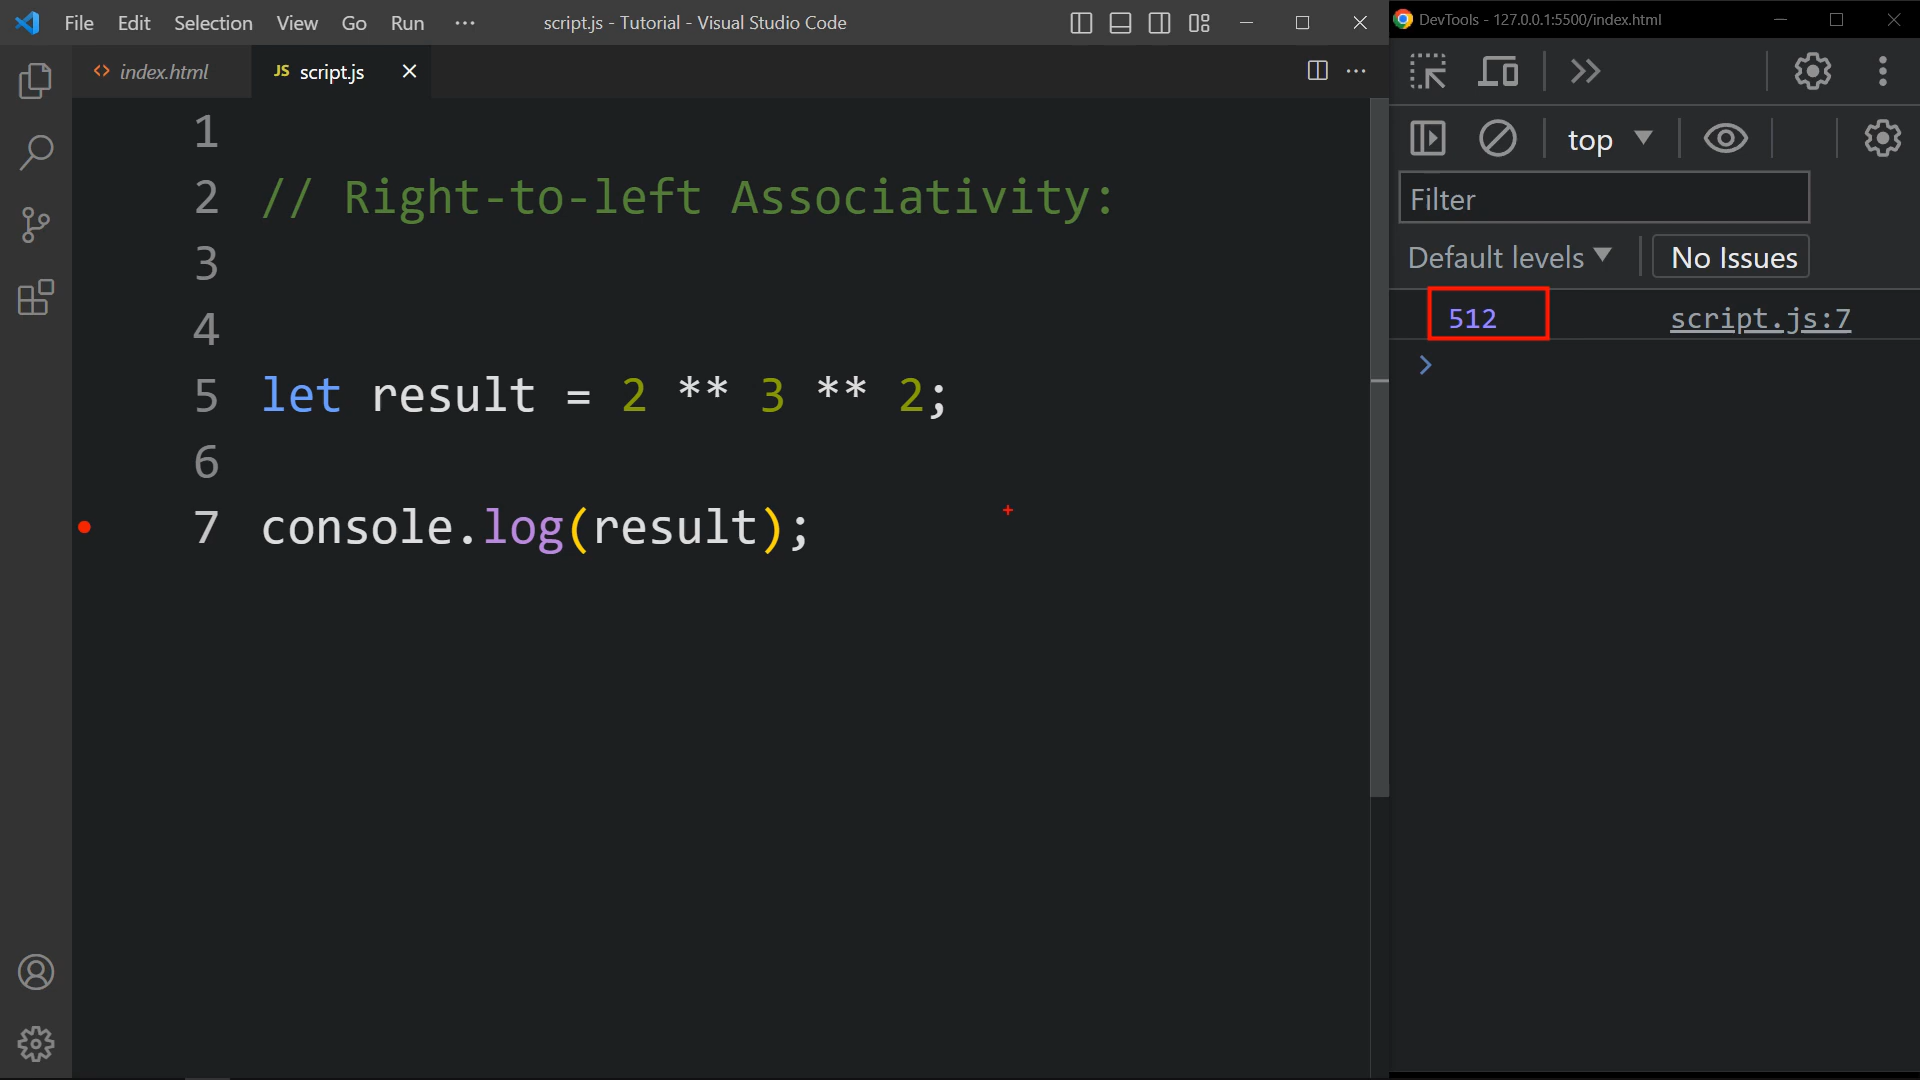 File Edit Selection View Go Run ··· script.js - Tutorial - Visual Studio Code
<> index.html JS script.js
1
2 // Right-to-left Associativity:
3
4
5 let result = 2 ** 3 ** 2;
6
7 console.log(result);
DevTools - 127.0.0.1:5500/index.html
top
Filter
Default levels No Issues
512 script.js:7